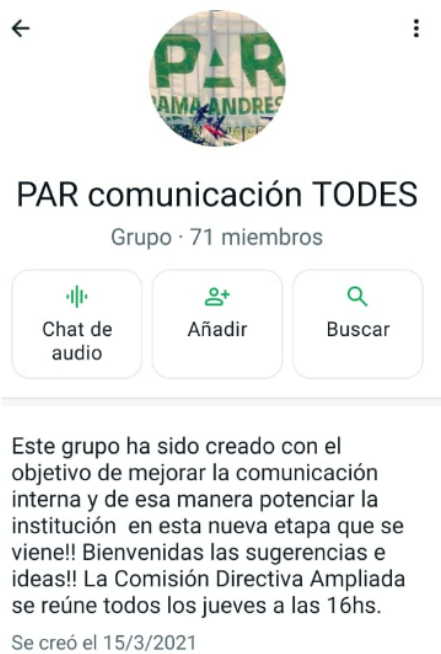 PAR
PAMA ANDRES
PAR comunicación TODES
Grupo · 71 miembros
Chat de audio
Añadir
Buscar
Este grupo ha sido creado con el
objetivo de mejorar la comunicación
interna y de esa manera potenciar la
institución en esta nueva etapa que se
viene!! Bienvenidas las sugerencias e
ideas!! La Comisión Directiva Ampliada
se reúne todos los jueves a las 16hs.
Se creó el 15/3/2021